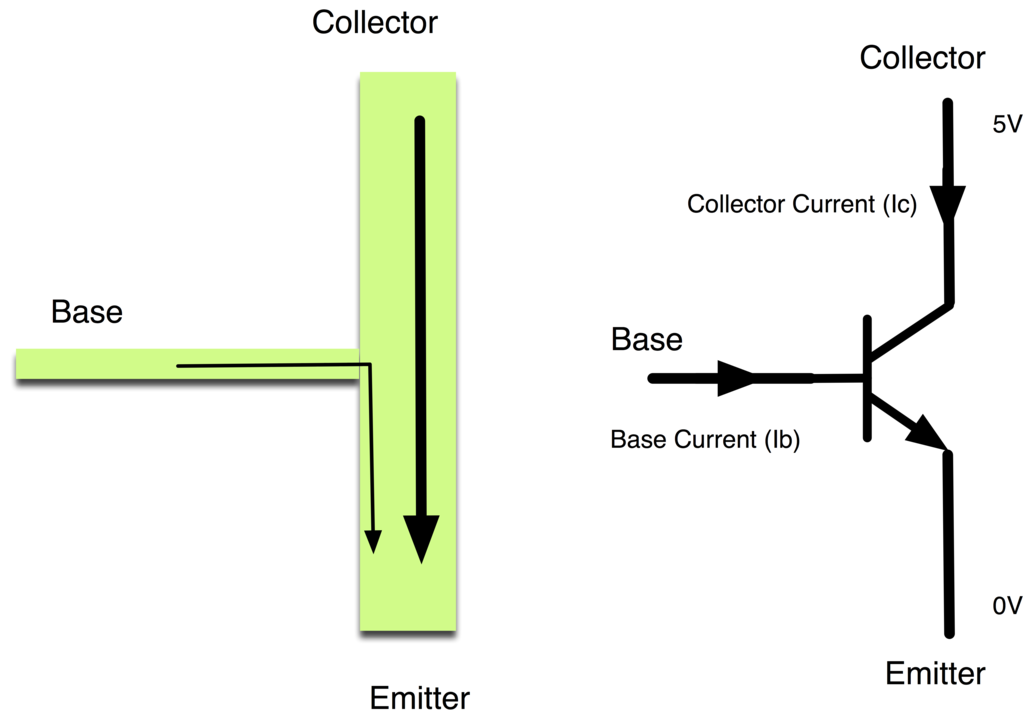 Collector
Base
Emitter
Collector
5V
Collector Current (Ic)
Base
Base Current (Ib)
0V
Emitter